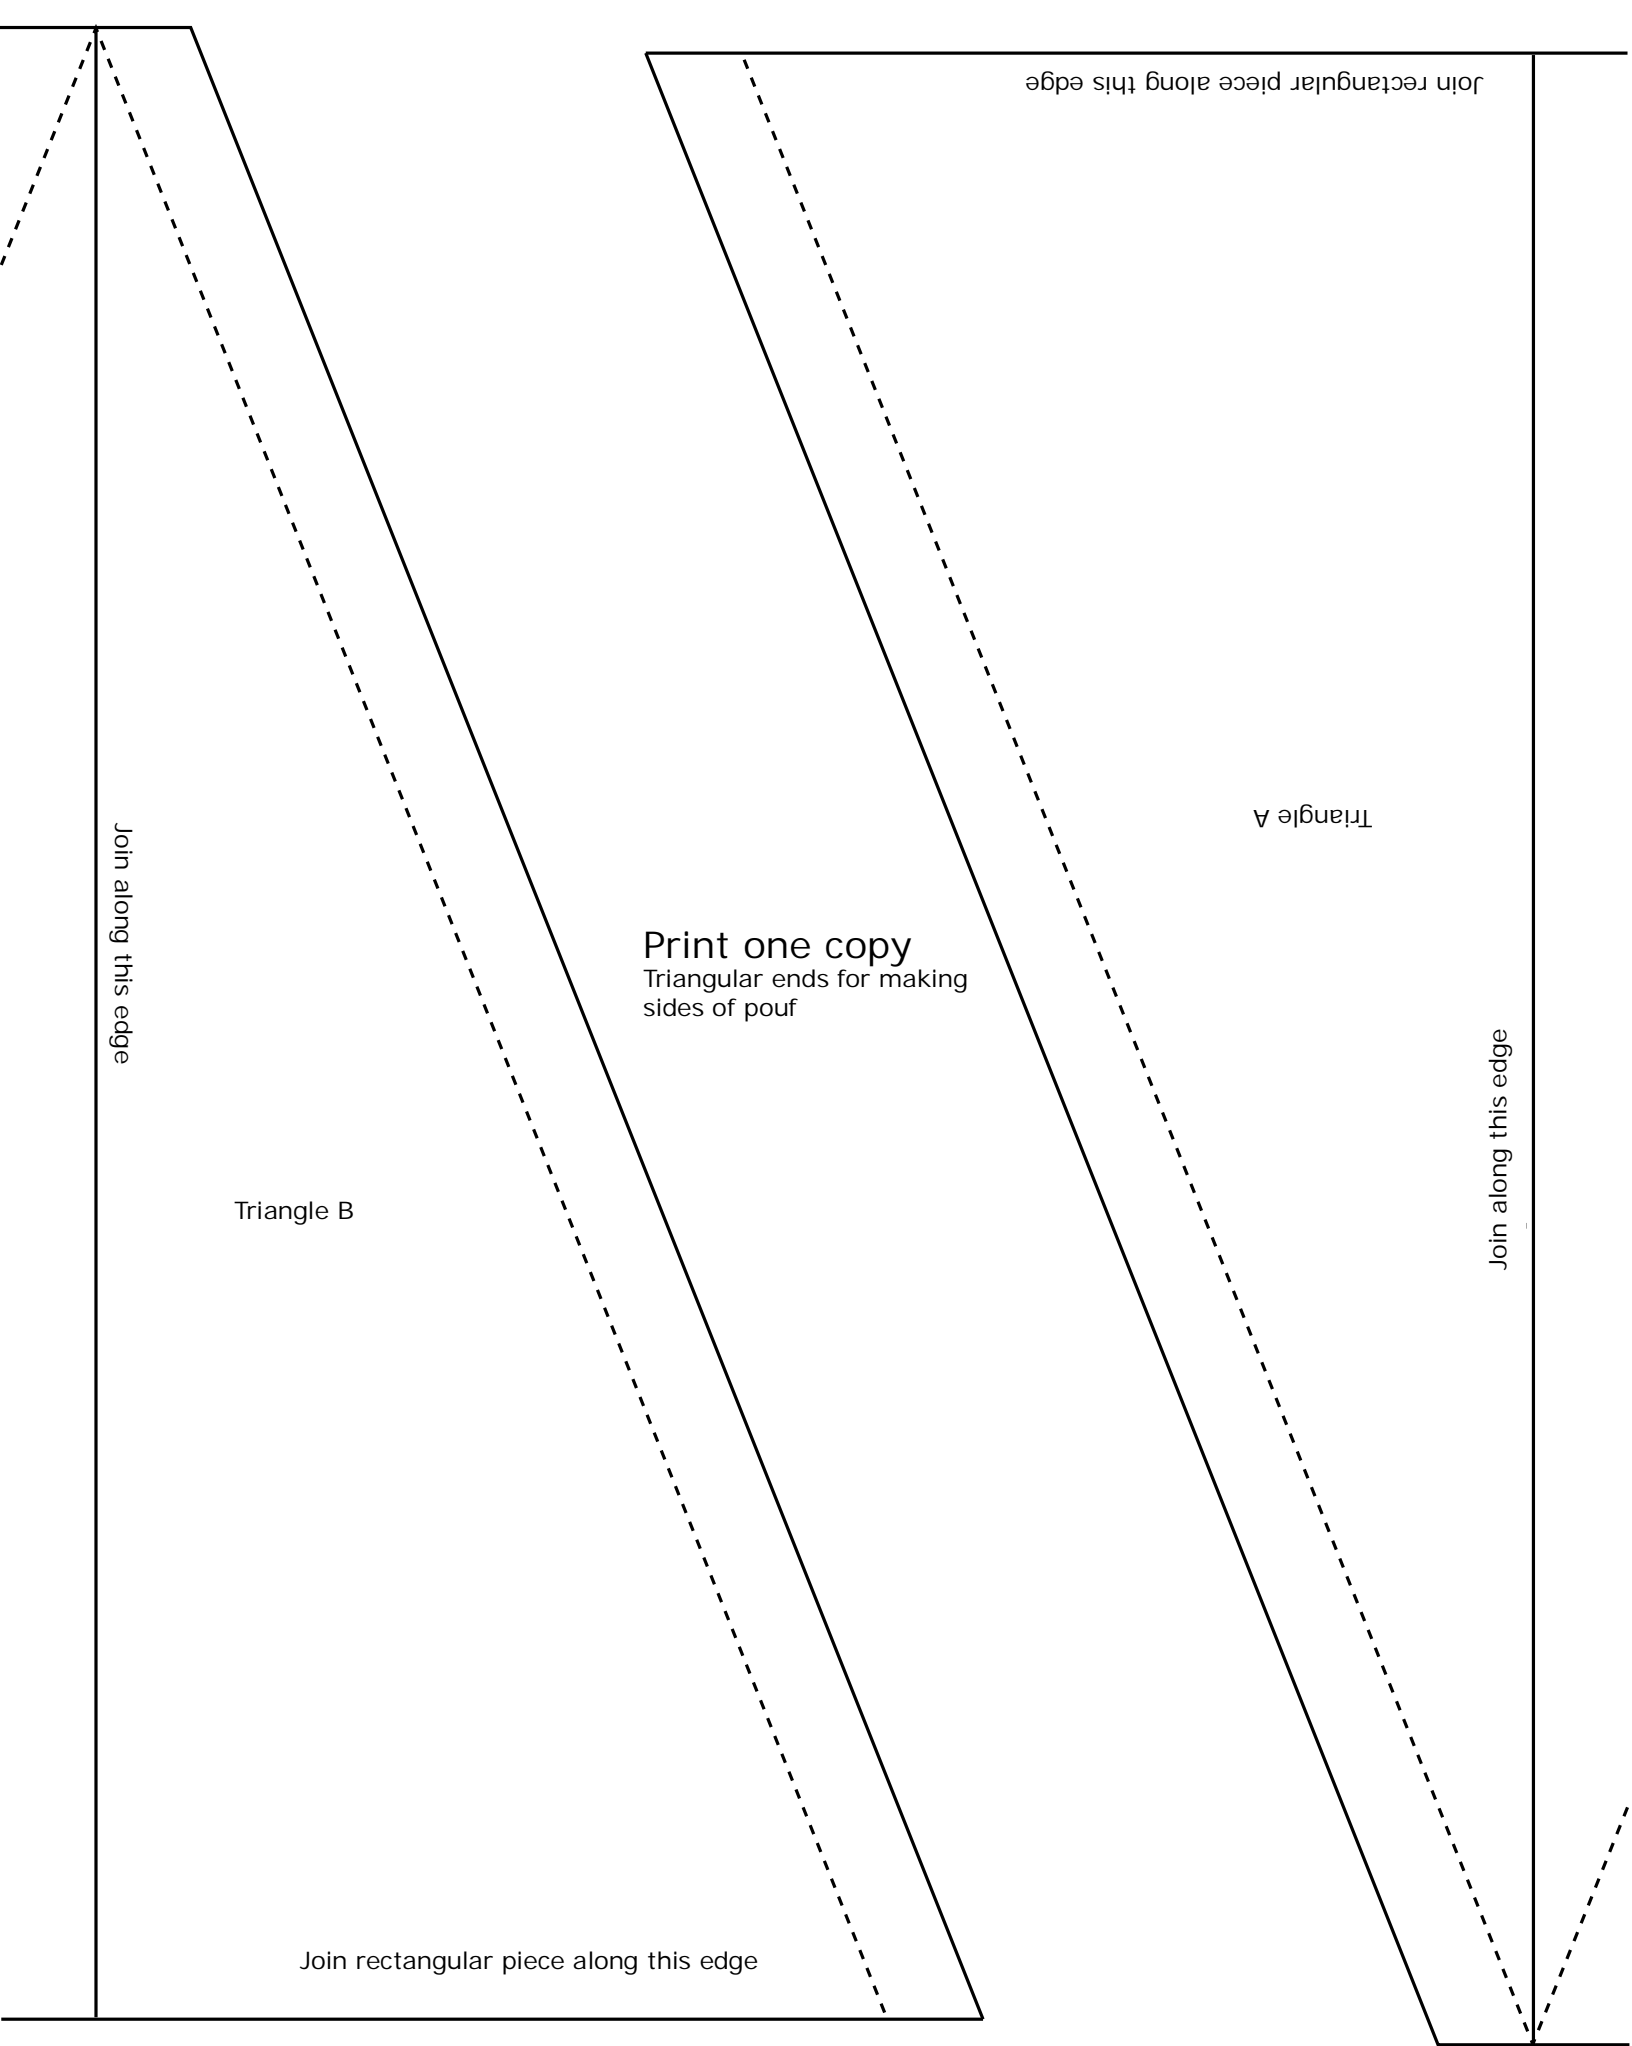 Join rectangular piece along this edge
Triangle A
Join along this edge
Print one copy
Triangular ends for making
sides of pouf
Join along this edge
Triangle B
Join rectangular piece along this edge